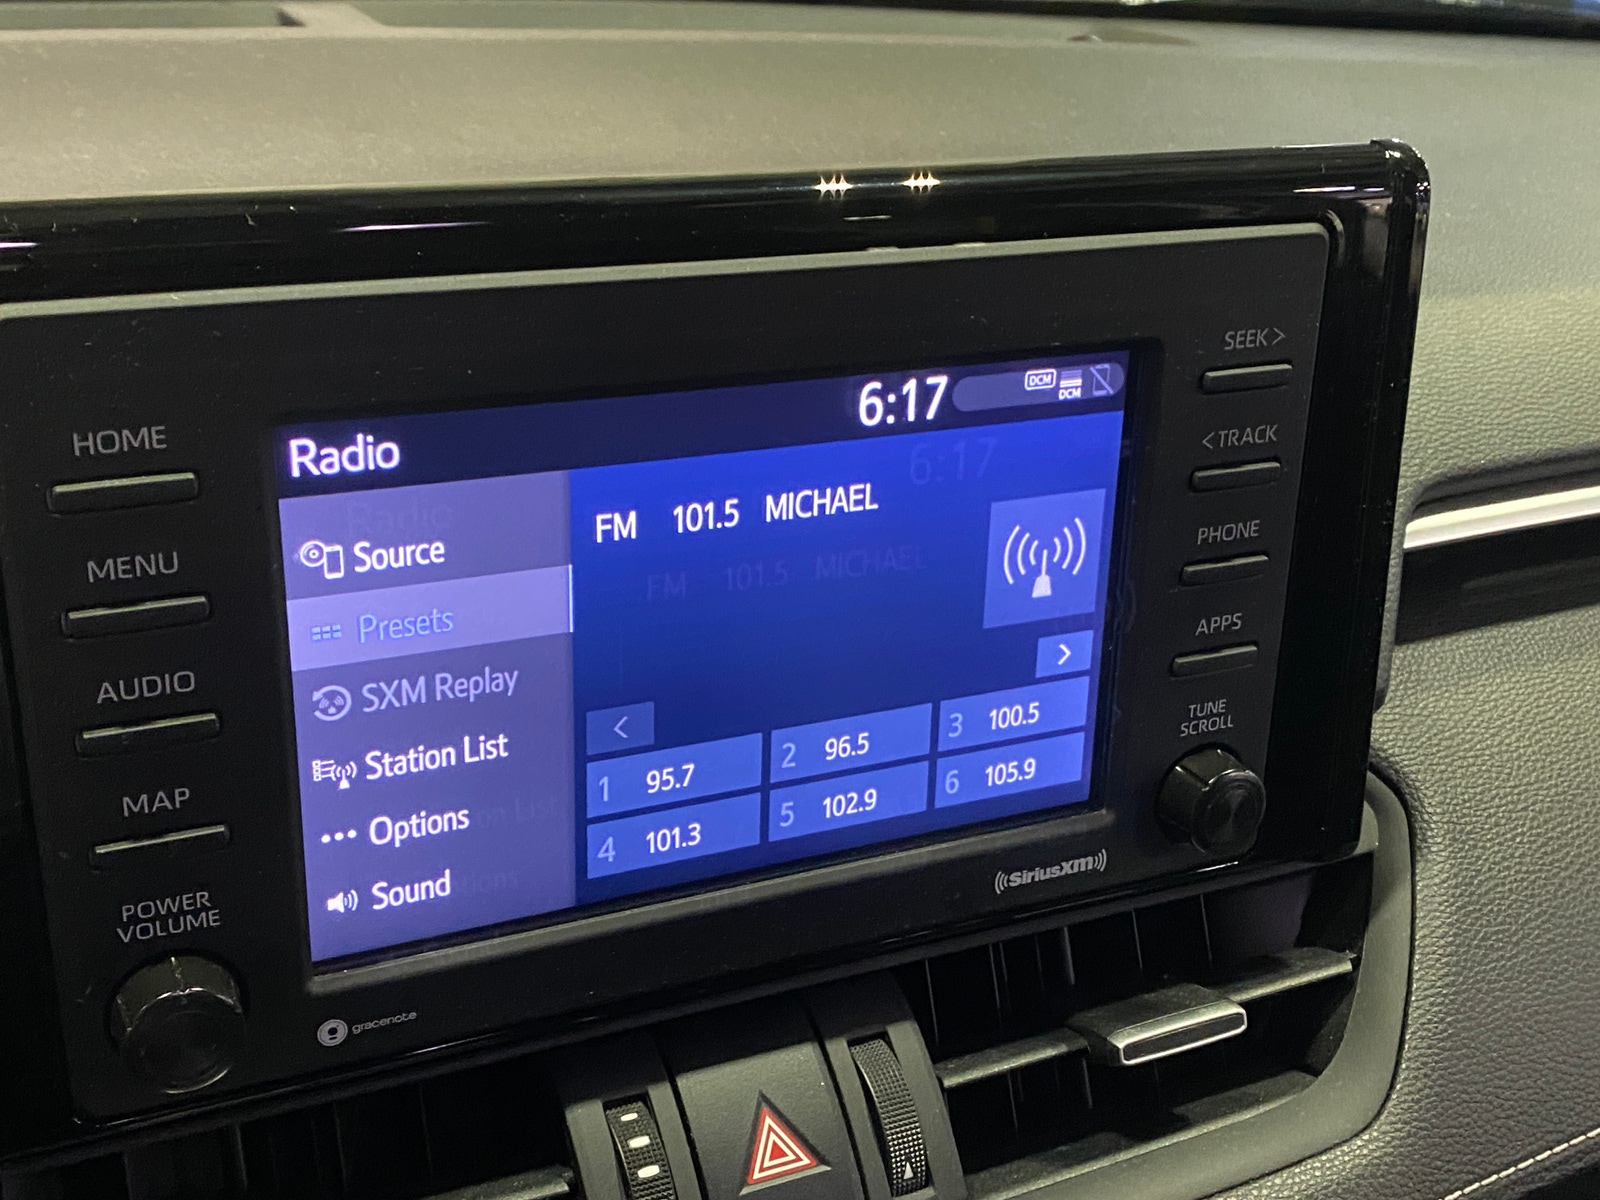 6:17
DCM
DCM
Radio
FM 101.5 MICHAEL
Source
Presets
SXM Replay
Station List
Options
Sound
<
>
1 95.7
2 96.5
3 100.5
4 101.3
5 102.9
6 105.9
HOME
MENU
AUDIO
MAP
POWER
VOLUME
SEEK >
< TRACK
PHONE
APPS
TUNE
SCROLL
((SiriusXM))
gracenote